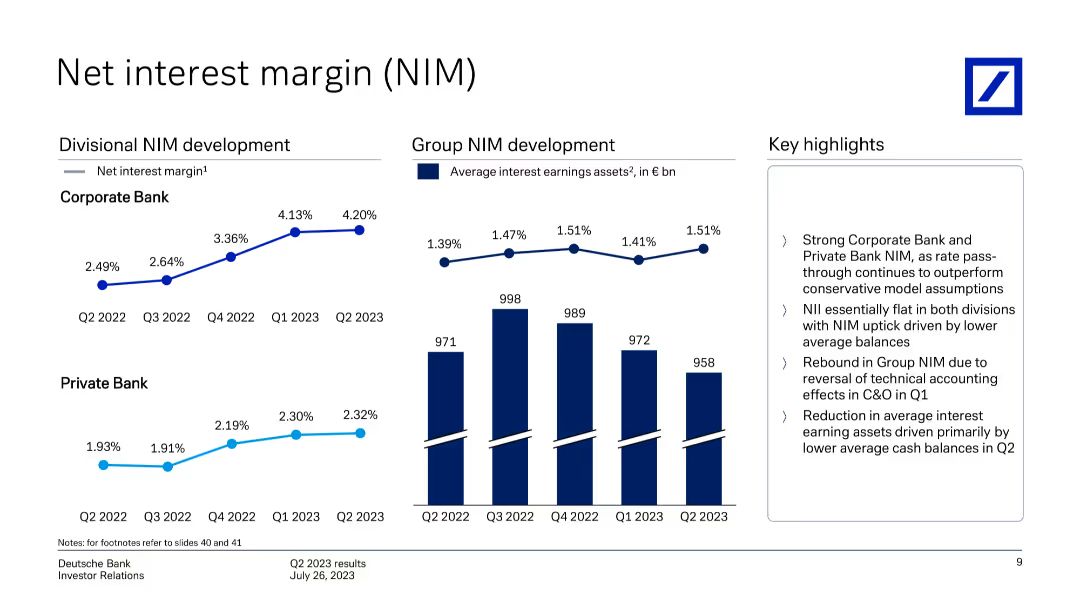 Net interest margin (NIM)
Divisional NIM development
Net interest margin¹
Corporate Bank
2.49% 2.64% 3.36% 4.13% 4.20%
Q2 2022 Q3 2022 Q4 2022 Q1 2023 Q2 2023
Private Bank
1.93% 1.91% 2.19% 2.30% 2.32%
Q2 2022 Q3 2022 Q4 2022 Q1 2023 Q2 2023
Group NIM development
Average interest earnings assets², in € bn
1.39% 1.47% 1.51% 1.41% 1.51%
971 998 989 972 958
Q2 2022 Q3 2022 Q4 2022 Q1 2023 Q2 2023
Key highlights
〉 Strong Corporate Bank and
Private Bank NIM, as rate pass-
through continues to outperform
conservative model assumptions
〉 NII essentially flat in both divisions
with NIM uptick driven by lower
average balances
〉 Rebound in Group NIM due to
reversal of technical accounting
effects in C&O in Q1
〉 Reduction in average interest
earning assets driven primarily by
lower average cash balances in Q2
Notes: for footnotes refer to slides 40 and 41
Deutsche Bank
Investor Relations
Q2 2023 results
July 26, 2023
9